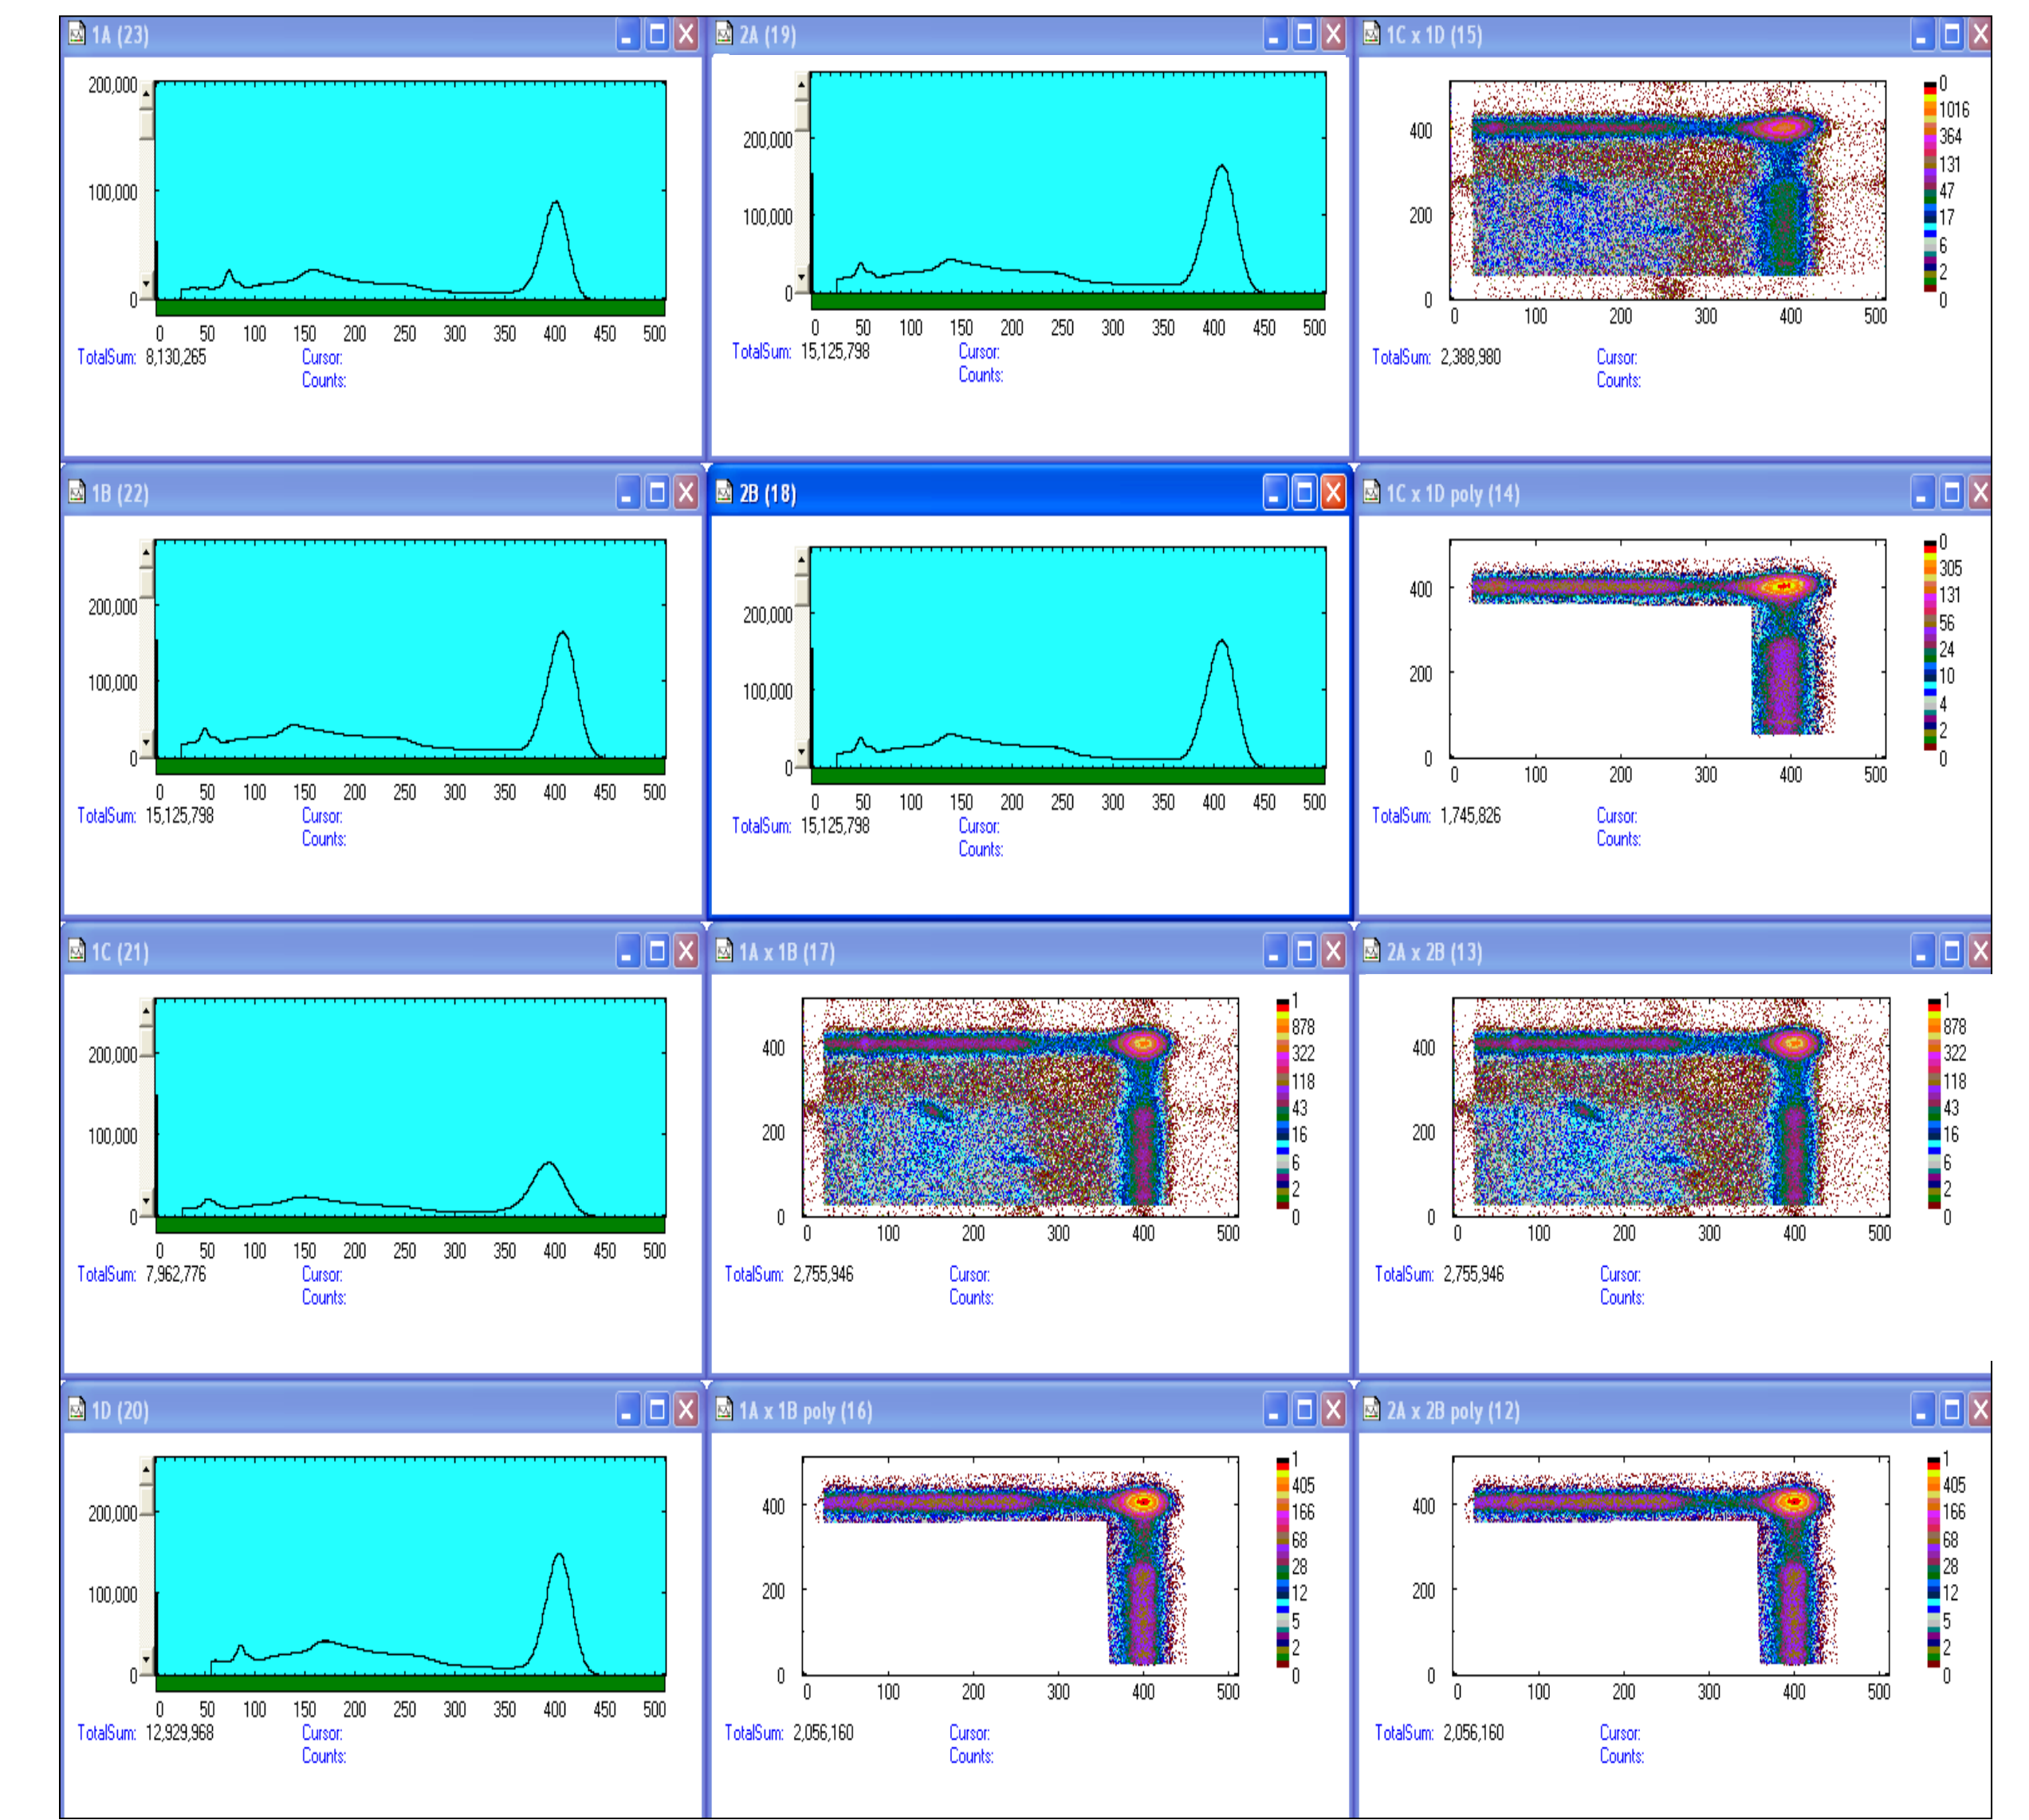 1A (23)
200,000
100,000
0
0 50 100 150 200 250 300 350 400 450 500
TotalSum: 8,130,265 Cursor:
Counts:
2A (19)
200,000
100,000
0
0 50 100 150 200 250 300 350 400 450 500
TotalSum: 15,125,798 Cursor:
Counts:
1C x 1D (15)
400
200
0
0 100 200 300 400 500
0
1016
364
131
47
17
6
2
0
TotalSum: 2,388,980 Cursor:
Counts:
1B (22)
200,000
100,000
0
0 50 100 150 200 250 300 350 400 450 500
TotalSum: 15,125,798 Cursor:
Counts:
2B (18)
200,000
100,000
0
0 50 100 150 200 250 300 350 400 450 500
TotalSum: 15,125,798 Cursor:
Counts:
1C x 1D poly (14)
400
200
0
0 100 200 300 400 500
0
305
131
56
24
10
4
2
0
TotalSum: 1,745,826 Cursor:
Counts:
1C (21)
200,000
100,000
0
0 50 100 150 200 250 300 350 400 450 500
TotalSum: 7,962,776 Cursor:
Counts:
1A x 1B (17)
400
200
0
0 100 200 300 400 500
1
878
322
118
43
16
6
2
0
TotalSum: 2,755,946 Cursor:
Counts:
2A x 2B (13)
400
200
0
0 100 200 300 400 500
1
878
322
118
43
16
6
2
0
TotalSum: 2,755,946 Cursor:
Counts:
1D (20)
200,000
100,000
0
0 50 100 150 200 250 300 350 400 450 500
TotalSum: 12,929,968 Cursor:
Counts:
1A x 1B poly (16)
400
200
0
0 100 200 300 400 500
1
405
166
68
28
12
5
2
0
TotalSum: 2,056,160 Cursor:
Counts:
2A x 2B poly (12)
400
200
0
0 100 200 300 400 500
1
405
166
68
28
12
5
2
0
TotalSum: 2,056,160 Cursor:
Counts: